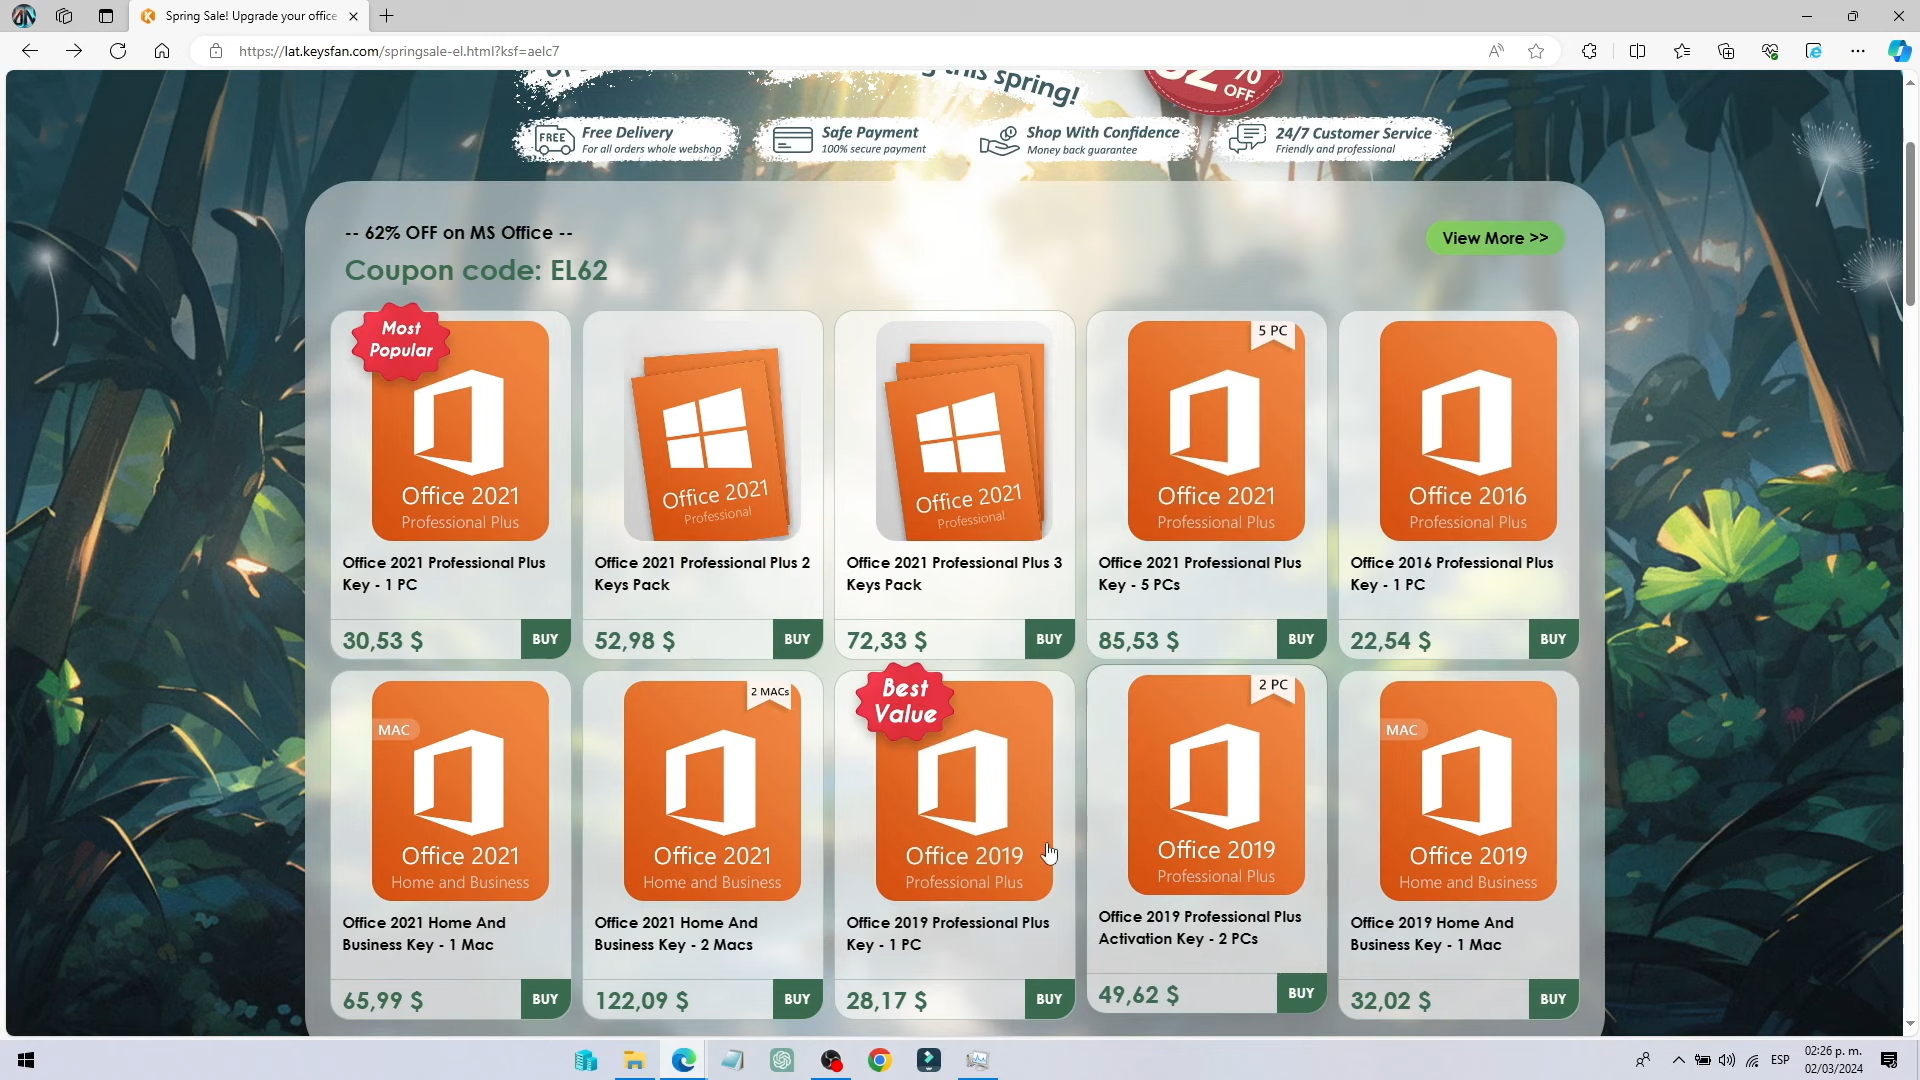 Spring Sale! Upgrade your office
https://lat.keysfan.com/springsale-el.html?ksf=aelc7
this spring!
62%
OFF
FREE
Free Delivery
For all orders whole webshop
Safe Payment
100% secure payment
Shop With Confidence
Money back guarantee
24/7 Customer Service
Friendly and professional
-- 62% OFF on MS Office --
Coupon code: EL62
View More >>
Most
Popular
Office 2021
Professional Plus
Office 2021 Professional Plus
Key - 1 PC
30,53 $
BUY
Office 2021
Professional
Office 2021 Professional Plus 2
Keys Pack
52,98 $
BUY
Office 2021
Professional
Office 2021 Professional Plus 3
Keys Pack
72,33 $
BUY
5 PC
Office 2021
Professional Plus
Office 2021 Professional Plus
Key - 5 PCs
85,53 $
BUY
Office 2016
Professional Plus
Office 2016 Professional Plus
Key - 1 PC
22,54 $
BUY
MAC
Office 2021
Home and Business
Office 2021 Home And
Business Key - 1 Mac
65,99 $
BUY
2 MACs
Office 2021
Home and Business
Office 2021 Home And
Business Key - 2 Macs
122,09 $
BUY
Best
Value
Office 2019
Professional Plus
Office 2019 Professional Plus
Key - 1 PC
28,17 $
BUY
2 PC
Office 2019
Professional Plus
Office 2019 Professional Plus
Activation Key - 2 PCs
49,62 $
BUY
MAC
Office 2019
Home and Business
Office 2019 Home And
Business Key - 1 Mac
32,02 $
BUY
ESP
02:26 p. m.
02/03/2024